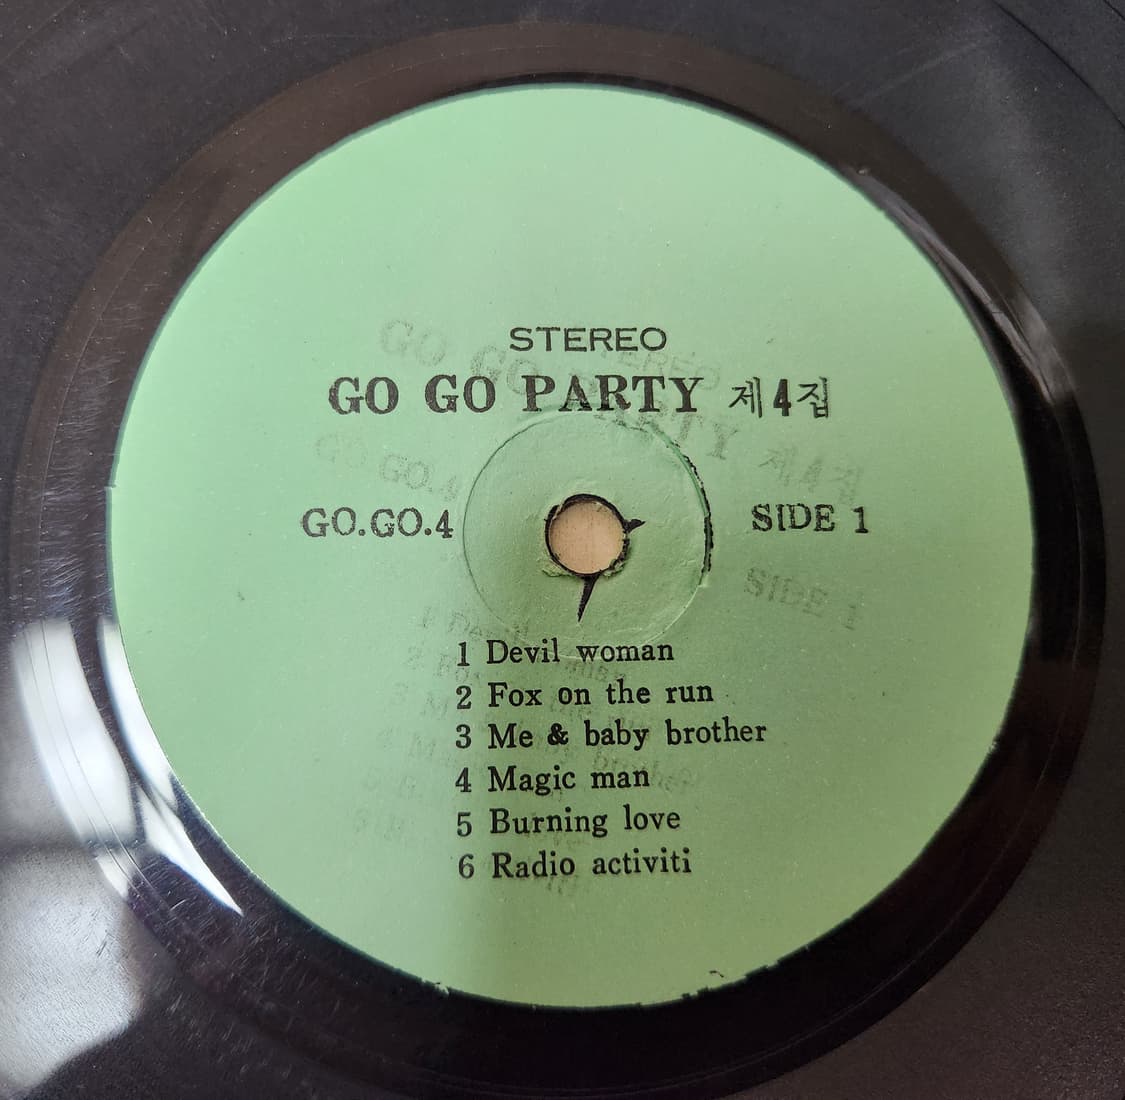 STEREO
GO GO PARTY 제4집
GO.GO.4
SIDE 1
1 Devil woman
2 Fox on the run
3 Me & baby brother
4 Magic man
5 Burning love
6 Radio activiti